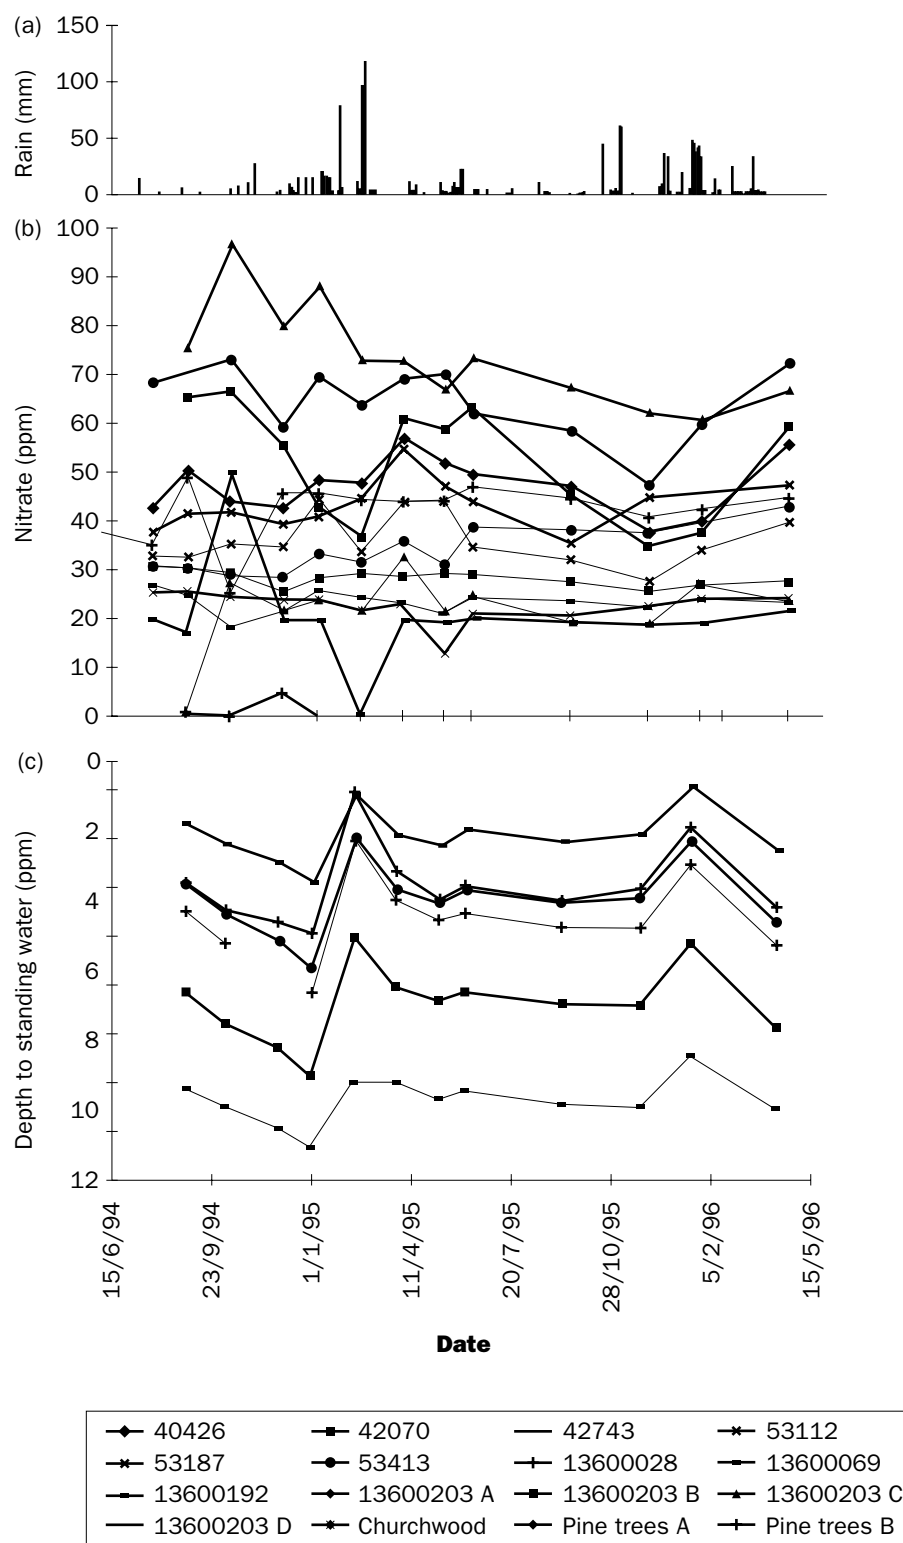 (a)
150
100
50
0
Rain (mm)
(b)
100
90
80
70
60
50
40
30
20
10
0
Nitrate (ppm)
(c)
0
2
4
6
8
10
12
Depth to standing water (ppm)
15/6/94
23/9/94
1/1/95
11/4/95
20/7/95
28/10/95
5/2/96
15/5/96
Date
40426 42070 42743 53112
53187 53413 13600028 13600069
13600192 13600203 A 13600203 B 13600203 C
13600203 D Churchwood Pine trees A Pine trees B